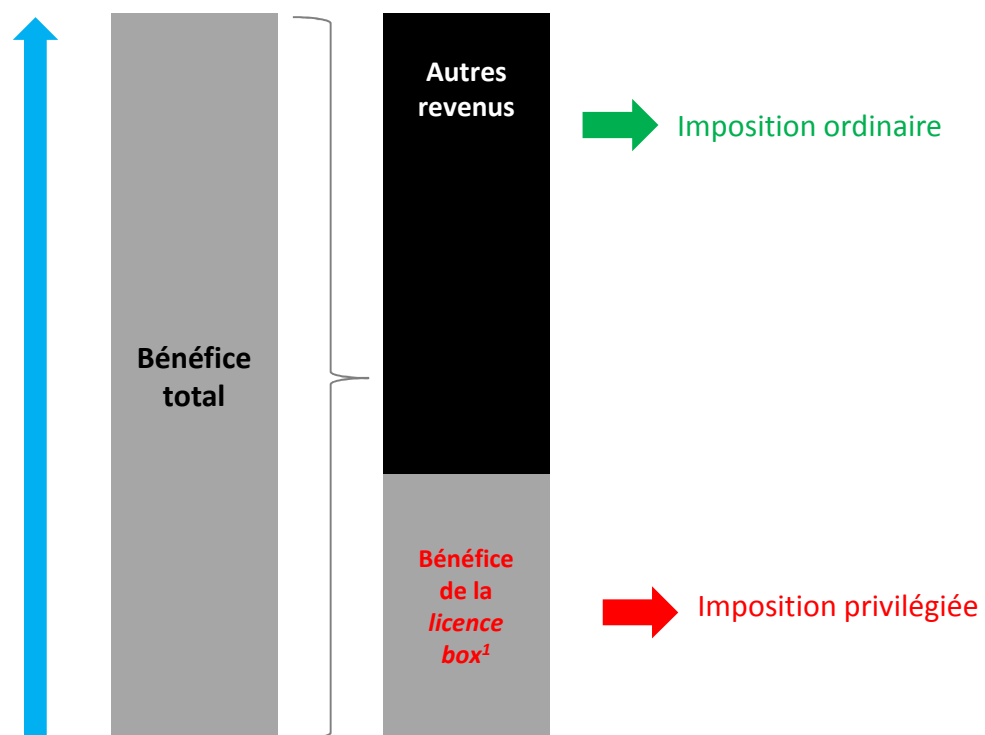 Autres
revenus
Imposition ordinaire
Bénéfice
total
Bénéfice
de la
licence
box¹
Imposition privilégiée